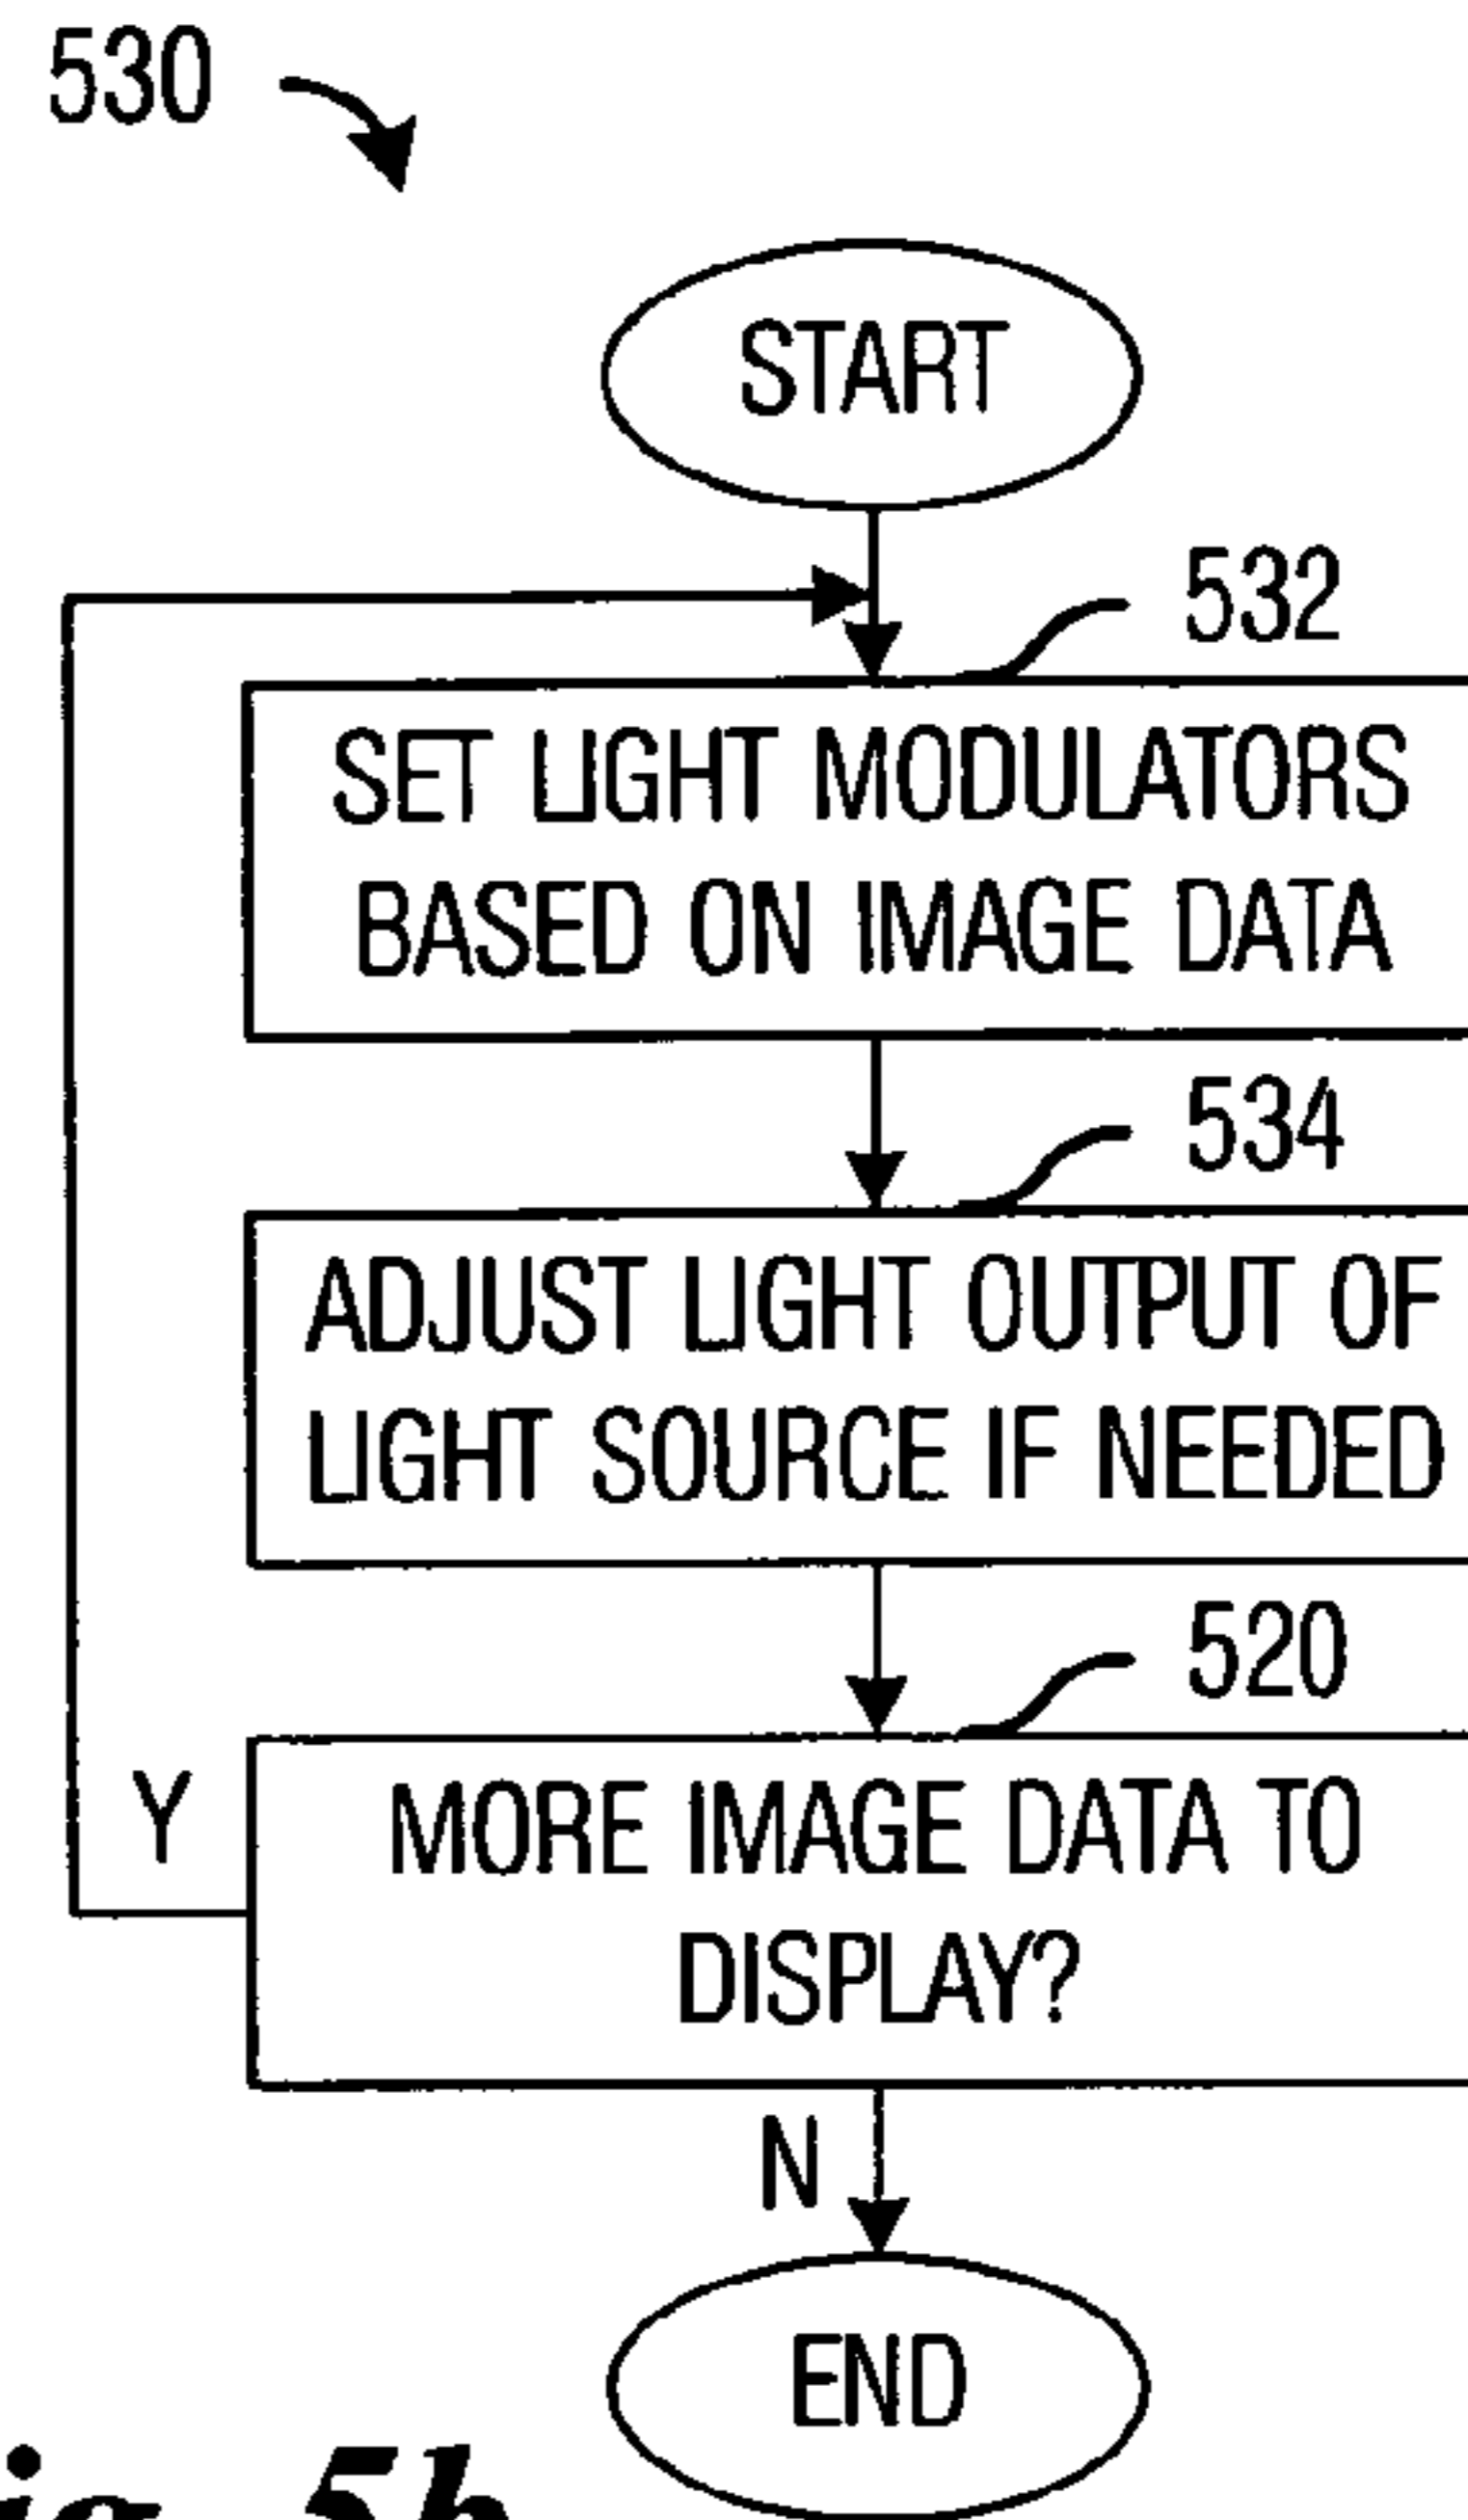 530
START
532
SET LIGHT MODULATORS
BASED ON IMAGE DATA
534
ADJUST LIGHT OUTPUT OF
LIGHT SOURCE IF NEEDED
520
Y
MORE IMAGE DATA TO
DISPLAY?
N
END